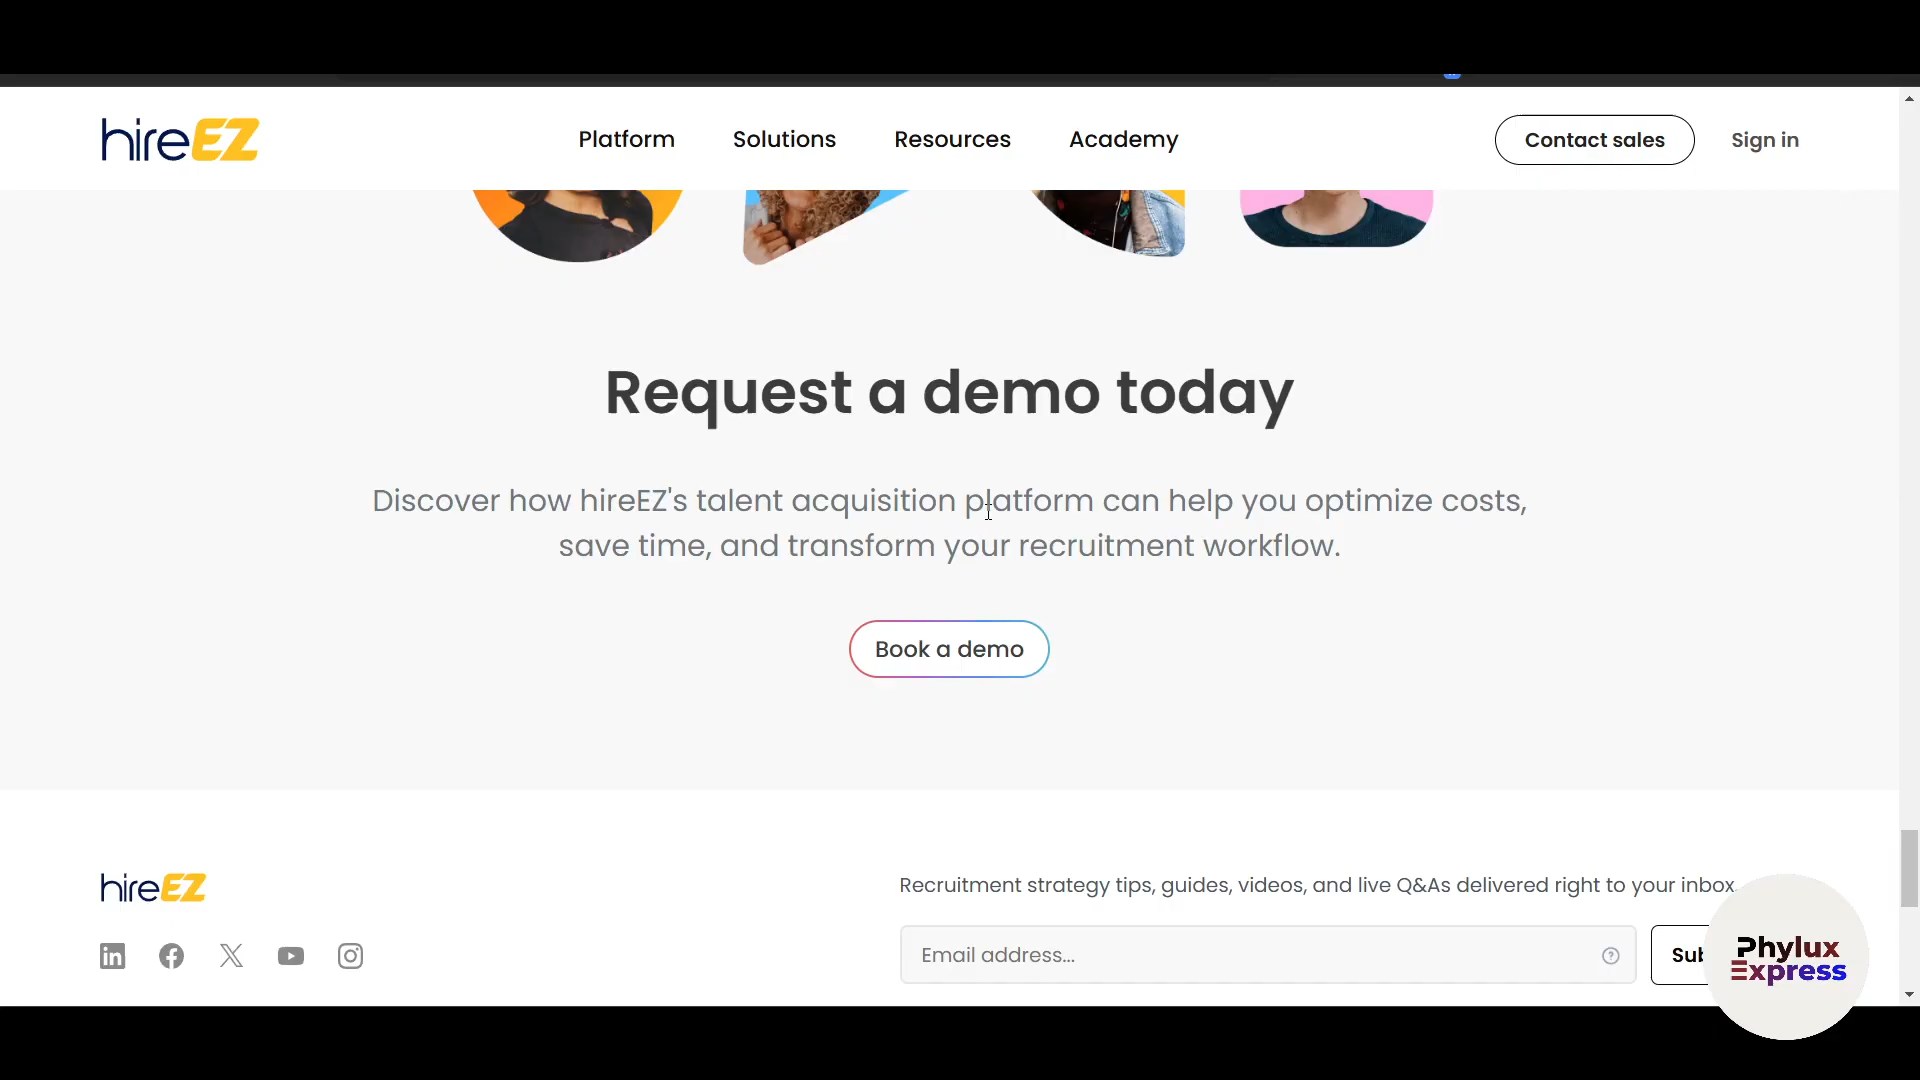 hireEZ
Platform
Solutions
Resources
Academy
Contact sales
Sign in
Request a demo today
Discover how hireEZ's talent acquisition platform can help you optimize costs,
save time, and transform your recruitment workflow.
Book a demo
hireEZ
Recruitment strategy tips, guides, videos, and live Q&As delivered right to your inbox.
Email address...
Sub
Phylux
Express